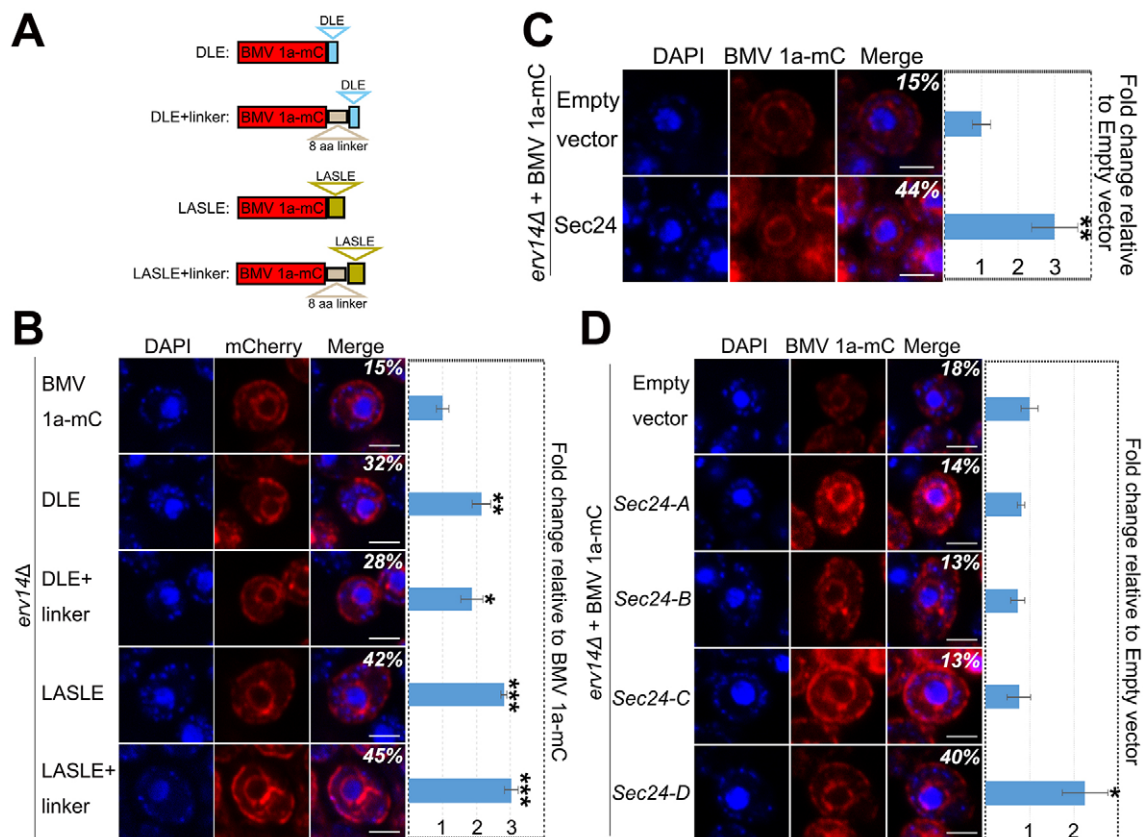 A
DLE
DLE: BMV 1a-mC
DLE
DLE+linker: BMV 1a-mC
8 aa linker
LASLE
LASLE: BMV 1a-mC
LASLE
LASLE+linker: BMV 1a-mC
8 aa linker
B
DAPI mCherry Merge
erv14Δ
BMV
1a-mC
15%
DLE
32%
**
DLE+
linker
28%
*
LASLE
42%
***
LASLE+
linker
45%
***
1 2 3
Fold change relative to BMV 1a-mC
C
DAPI BMV 1a-mC Merge
erv14Δ + BMV 1a-mC
Empty
vector
15%
Sec24
44%
**
1 2 3
Fold change relative
to Empty vector
D
DAPI BMV 1a-mC Merge
erv14Δ + BMV 1a-mC
Empty
vector
18%
Sec24-A
14%
Sec24-B
13%
Sec24-C
13%
Sec24-D
40%
*
1 2
Fold change relative to Empty vector